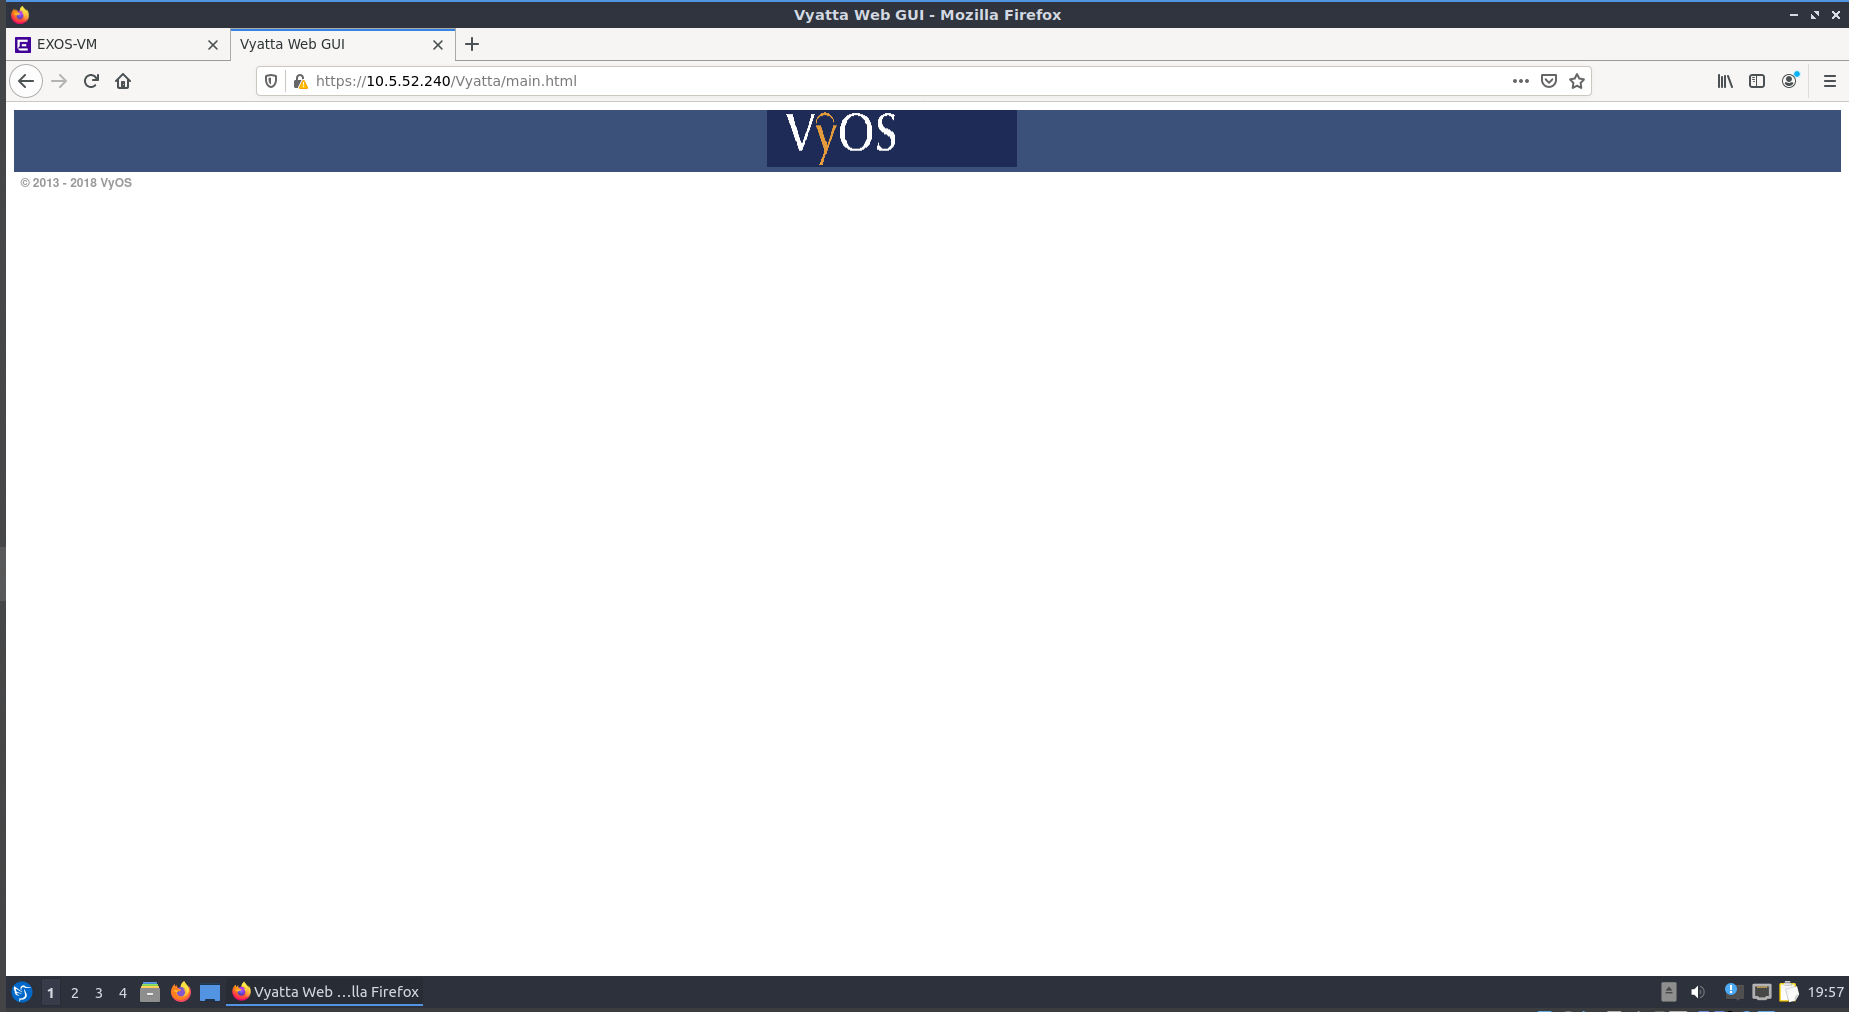 Vyatta Web GUI - Mozilla Firefox
EXOS-VM
Vyatta Web GUI
https://10.5.52.240/Vyatta/main.html
VyOS
© 2013 - 2018 VyOS
1 2 3 4 Vyatta Web ...lla Firefox 19:57